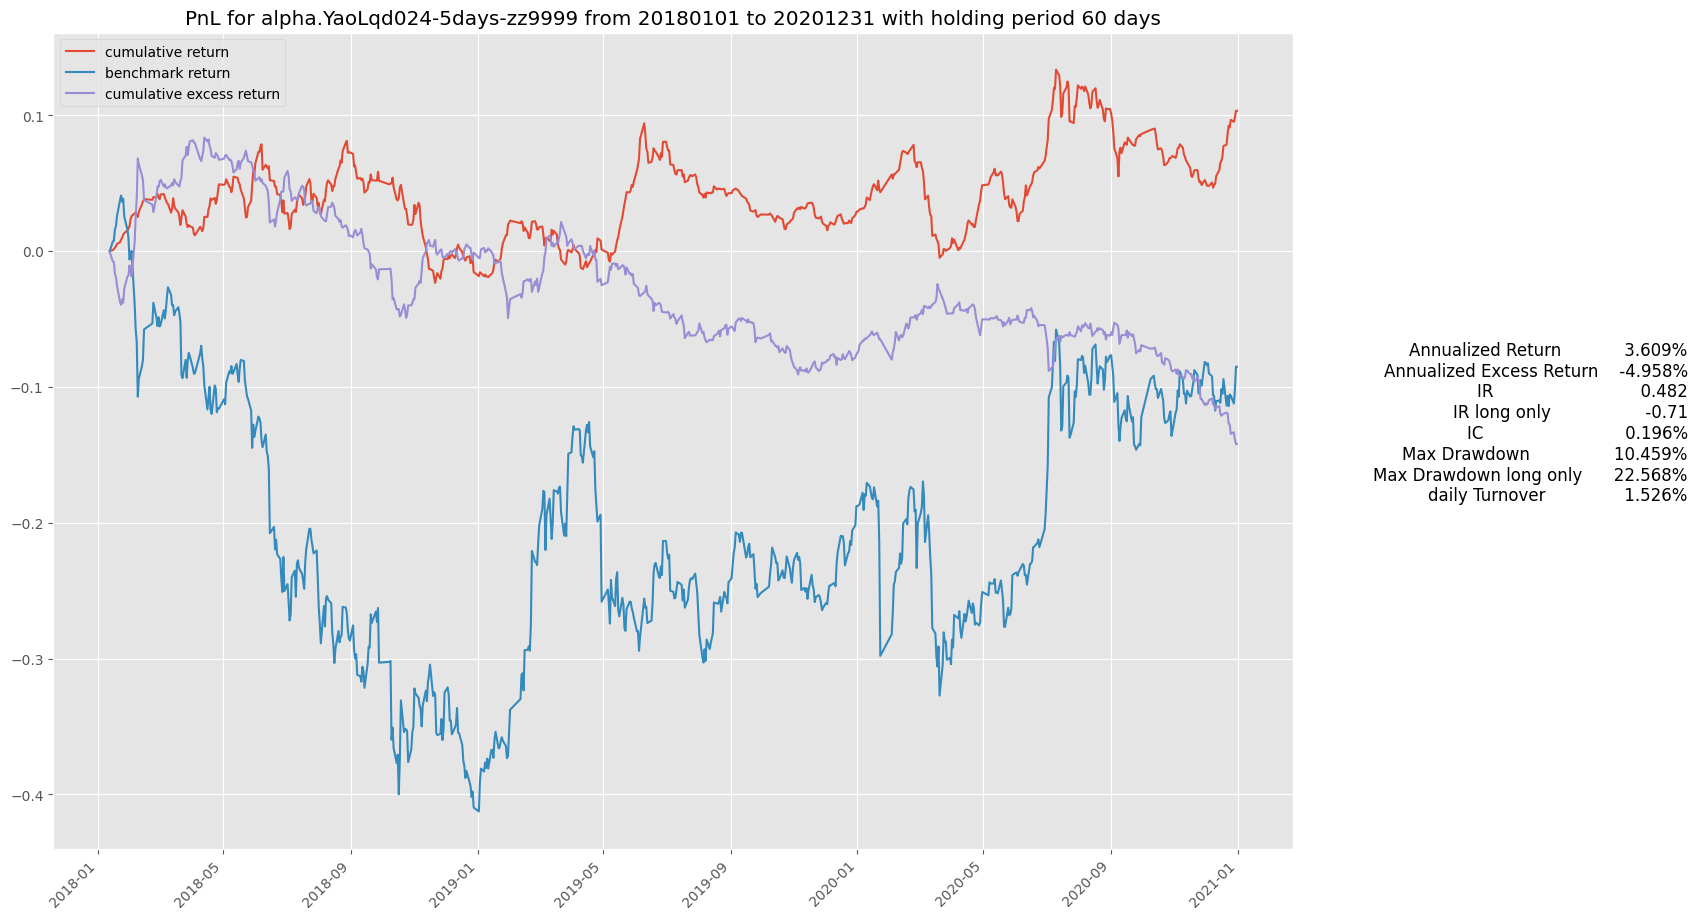 PnL for alpha.YaoLqd024-5days-zz9999 from 20180101 to 20201231 with holding period 60 days
cumulative return
benchmark return
cumulative excess return
0.1
0.0
−0.1
−0.2
−0.3
−0.4
2018-01
2018-05
2018-09
2019-01
2019-05
2019-09
2020-01
2020-05
2020-09
2021-01
Annualized Return 3.609%
Annualized Excess Return -4.958%
IR 0.482
IR long only -0.71
IC 0.196%
Max Drawdown 10.459%
Max Drawdown long only 22.568%
daily Turnover 1.526%